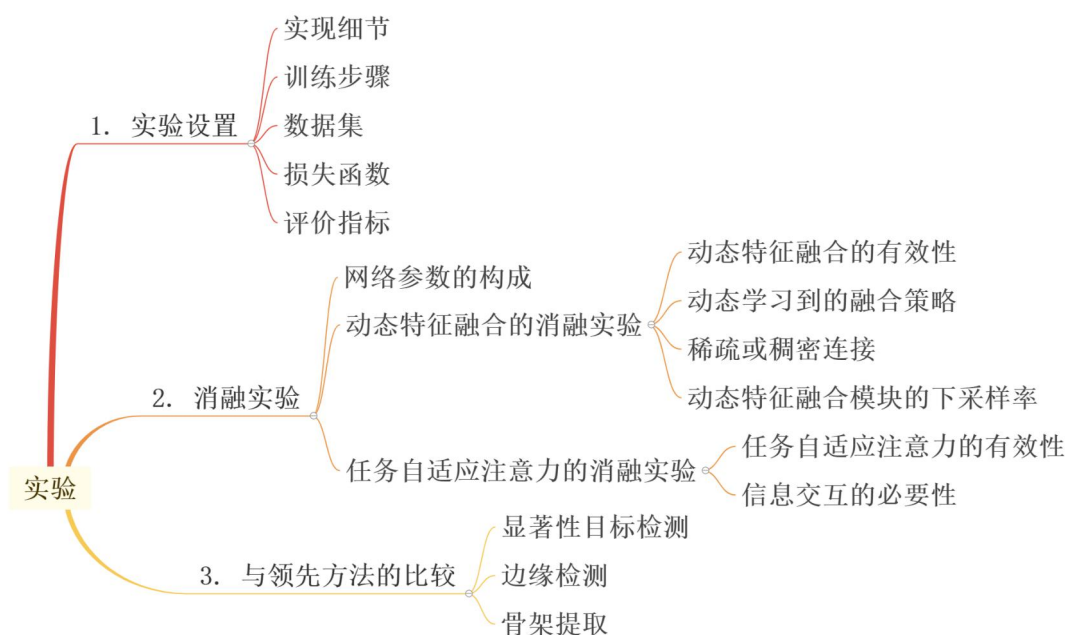 实验
1. 实验设置
实现细节
训练步骤
数据集
损失函数
评价指标
2. 消融实验
网络参数的构成
动态特征融合的消融实验
动态特征融合的有效性
动态学习到的融合策略
稀疏或稠密连接
动态特征融合模块的下采样率
任务自适应注意力的消融实验
任务自适应注意力的有效性
信息交互的必要性
3. 与领先方法的比较
显著性目标检测
边缘检测
骨架提取